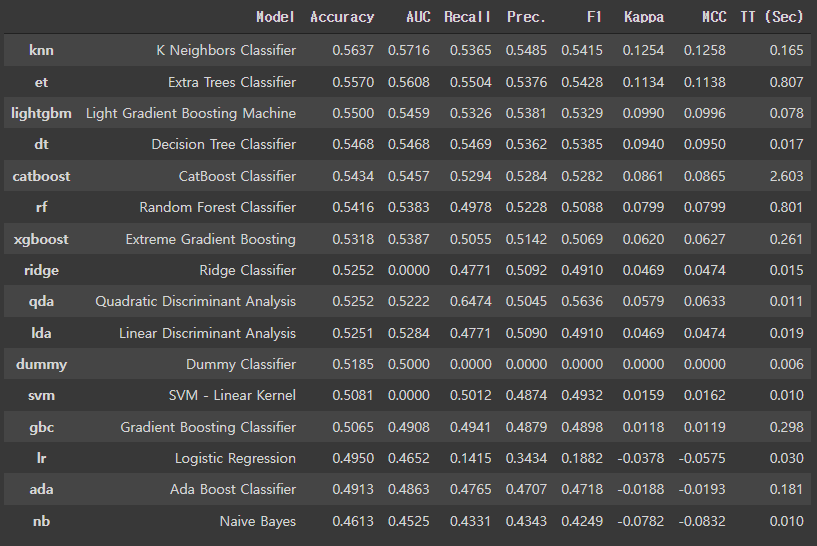 Model Accuracy AUC Recall Prec. F1 Kappa MCC TT (Sec)
knn K Neighbors Classifier 0.5637 0.5716 0.5365 0.5485 0.5415 0.1254 0.1258 0.165
et Extra Trees Classifier 0.5570 0.5608 0.5504 0.5376 0.5428 0.1134 0.1138 0.807
lightgbm Light Gradient Boosting Machine 0.5500 0.5459 0.5326 0.5381 0.5329 0.0990 0.0996 0.078
dt Decision Tree Classifier 0.5468 0.5468 0.5469 0.5362 0.5385 0.0940 0.0950 0.017
catboost CatBoost Classifier 0.5434 0.5457 0.5294 0.5284 0.5282 0.0861 0.0865 2.603
rf Random Forest Classifier 0.5416 0.5383 0.4978 0.5228 0.5088 0.0799 0.0799 0.801
xgboost Extreme Gradient Boosting 0.5318 0.5387 0.5055 0.5142 0.5069 0.0620 0.0627 0.261
ridge Ridge Classifier 0.5252 0.0000 0.4771 0.5092 0.4910 0.0469 0.0474 0.015
qda Quadratic Discriminant Analysis 0.5252 0.5222 0.6474 0.5045 0.5636 0.0579 0.0633 0.011
lda Linear Discriminant Analysis 0.5251 0.5284 0.4771 0.5090 0.4910 0.0469 0.0474 0.019
dummy Dummy Classifier 0.5185 0.5000 0.0000 0.0000 0.0000 0.0000 0.0000 0.006
svm SVM - Linear Kernel 0.5081 0.0000 0.5012 0.4874 0.4932 0.0159 0.0162 0.010
gbc Gradient Boosting Classifier 0.5065 0.4908 0.4941 0.4879 0.4898 0.0118 0.0119 0.298
lr Logistic Regression 0.4950 0.4652 0.1415 0.3434 0.1882 -0.0378 -0.0575 0.030
ada Ada Boost Classifier 0.4913 0.4863 0.4765 0.4707 0.4718 -0.0188 -0.0193 0.181
nb Naive Bayes 0.4613 0.4525 0.4331 0.4343 0.4249 -0.0782 -0.0832 0.010